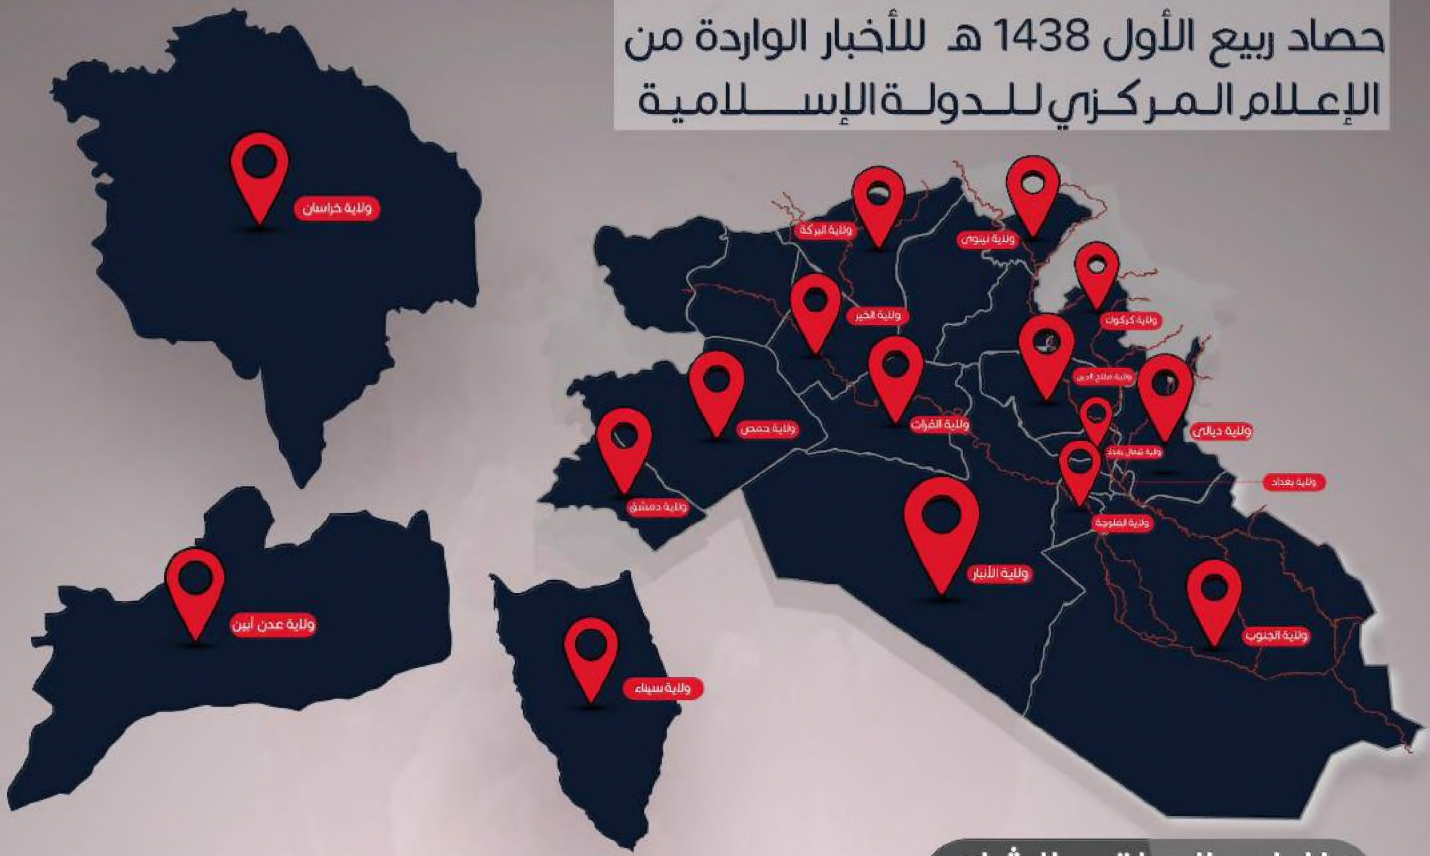 حصاد ربيع الأول 1438 هـ للأخبار الواردة من
الإعلام المركزي للدولة الإسلامية
ولاية خراسان
ولاية البركة
ولاية نينوى
ولاية الخير
ولاية كركوك
ولاية صلاح الدين
ولاية حمص
ولاية الفرات
ولاية ديالى
ولاية شمال بغداد
ولاية بغداد
ولاية دمشق
ولاية الفلوجة
ولاية الأنبار
ولاية عدن أبين
ولاية الجنوب
ولاية سيناء